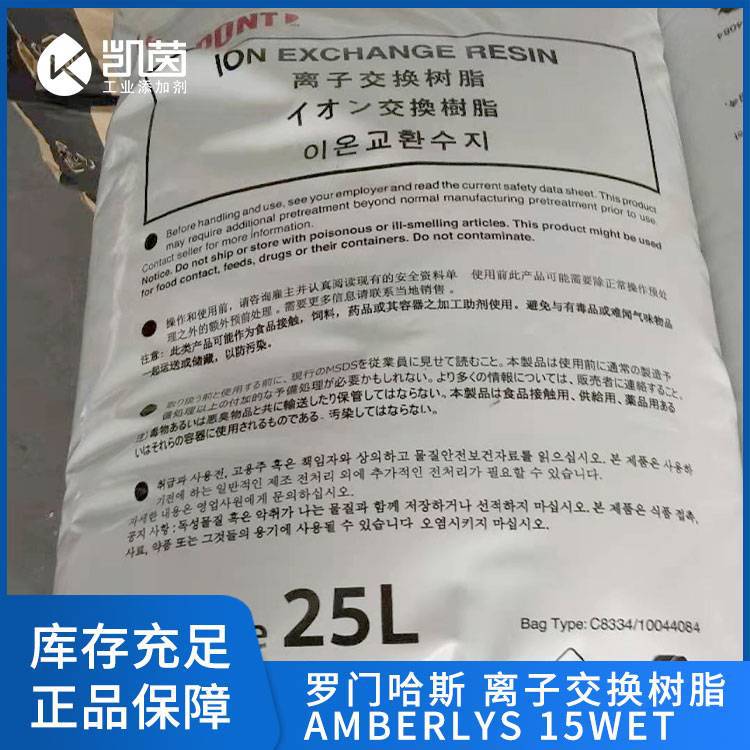 凯茵
工业添加剂
ION EXCHANGE RESIN
离子交换树脂
イオン交換樹脂
이온교환수지
Before handling and use, see your employer and read the current safety data sheet. This product
may require additional pretreatment beyond normal manufacturing pretreatment prior to use.
Contact seller for more information.
Notice. Do not ship or store with poisonous or ill-smelling articles. This product might be used
for food contact, feeds, drugs or their containers. Do not contaminate.
操作和使用前，请咨询雇主并认真阅读现有的安全资料单 使用前此产品可能需要除正常操作预处
理之外的额外预前处理。需要更多信息请联系当地销售。
注意：此类产品可能作为食品接触，饲料，药品或其容器之加工助剂使用。避免与有毒品或难闻气味物品
一起运送或储藏，以防污染。
取り扱う前と使用する前に、現行のMSDSを従業員に見せて読むこと。本製品は使用前に通常の製造予
備処理以上の付加的な予備処理が必要かもしれない。より多くの情報については、販売者に連絡すること。
注）毒物あるいは悪臭物品と共に輸送したり保管してはならない。本製品は食品接触用、供給用、薬品用ある
いはそれらの容器に使用されるものである. 汚染してはならない。
취급과 사용전, 고용주 혹은 책임자와 상의하고 물질안전보건자료를 읽으십시오. 본 제품은 사용하
기전에 하는 일반적인 제조 전처리 외에 추가적인 전처리가 필요할 수 있습니다.
자세한 내용은 영업사원에게 문의하십시오.
공지 사항: 독성물질 혹은 악취가 나는 물질과 함께 저장하거나 선적하지 마십시오. 본 제품은 식품 접촉,
사료, 약품 또는 그것들의 용기에 사용될 수 있습니다 오염시키지 마십시오.
25L
Bag Type: C8334/10044084
库存充足
正品保障
罗门哈斯 离子交换树脂
AMBERLYS 15WET